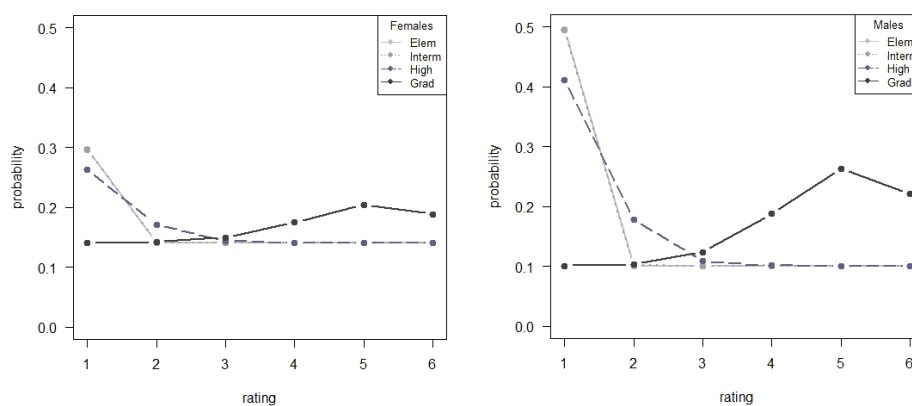 Females
Elem
Interm
High
Grad
0.5
0.4
0.3
0.2
0.1
0.0
probability
1 2 3 4 5 6
rating
Males
Elem
Interm
High
Grad
0.5
0.4
0.3
0.2
0.1
0.0
probability
1 2 3 4 5 6
rating